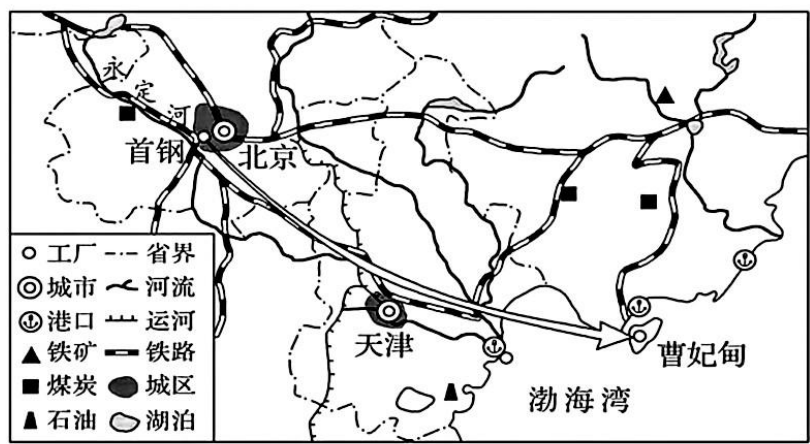 永
定
河
首钢
北京
天津
曹妃甸
渤海湾
工厂 省界
城市 河流
港口 运河
铁矿 铁路
煤炭 城区
石油 湖泊